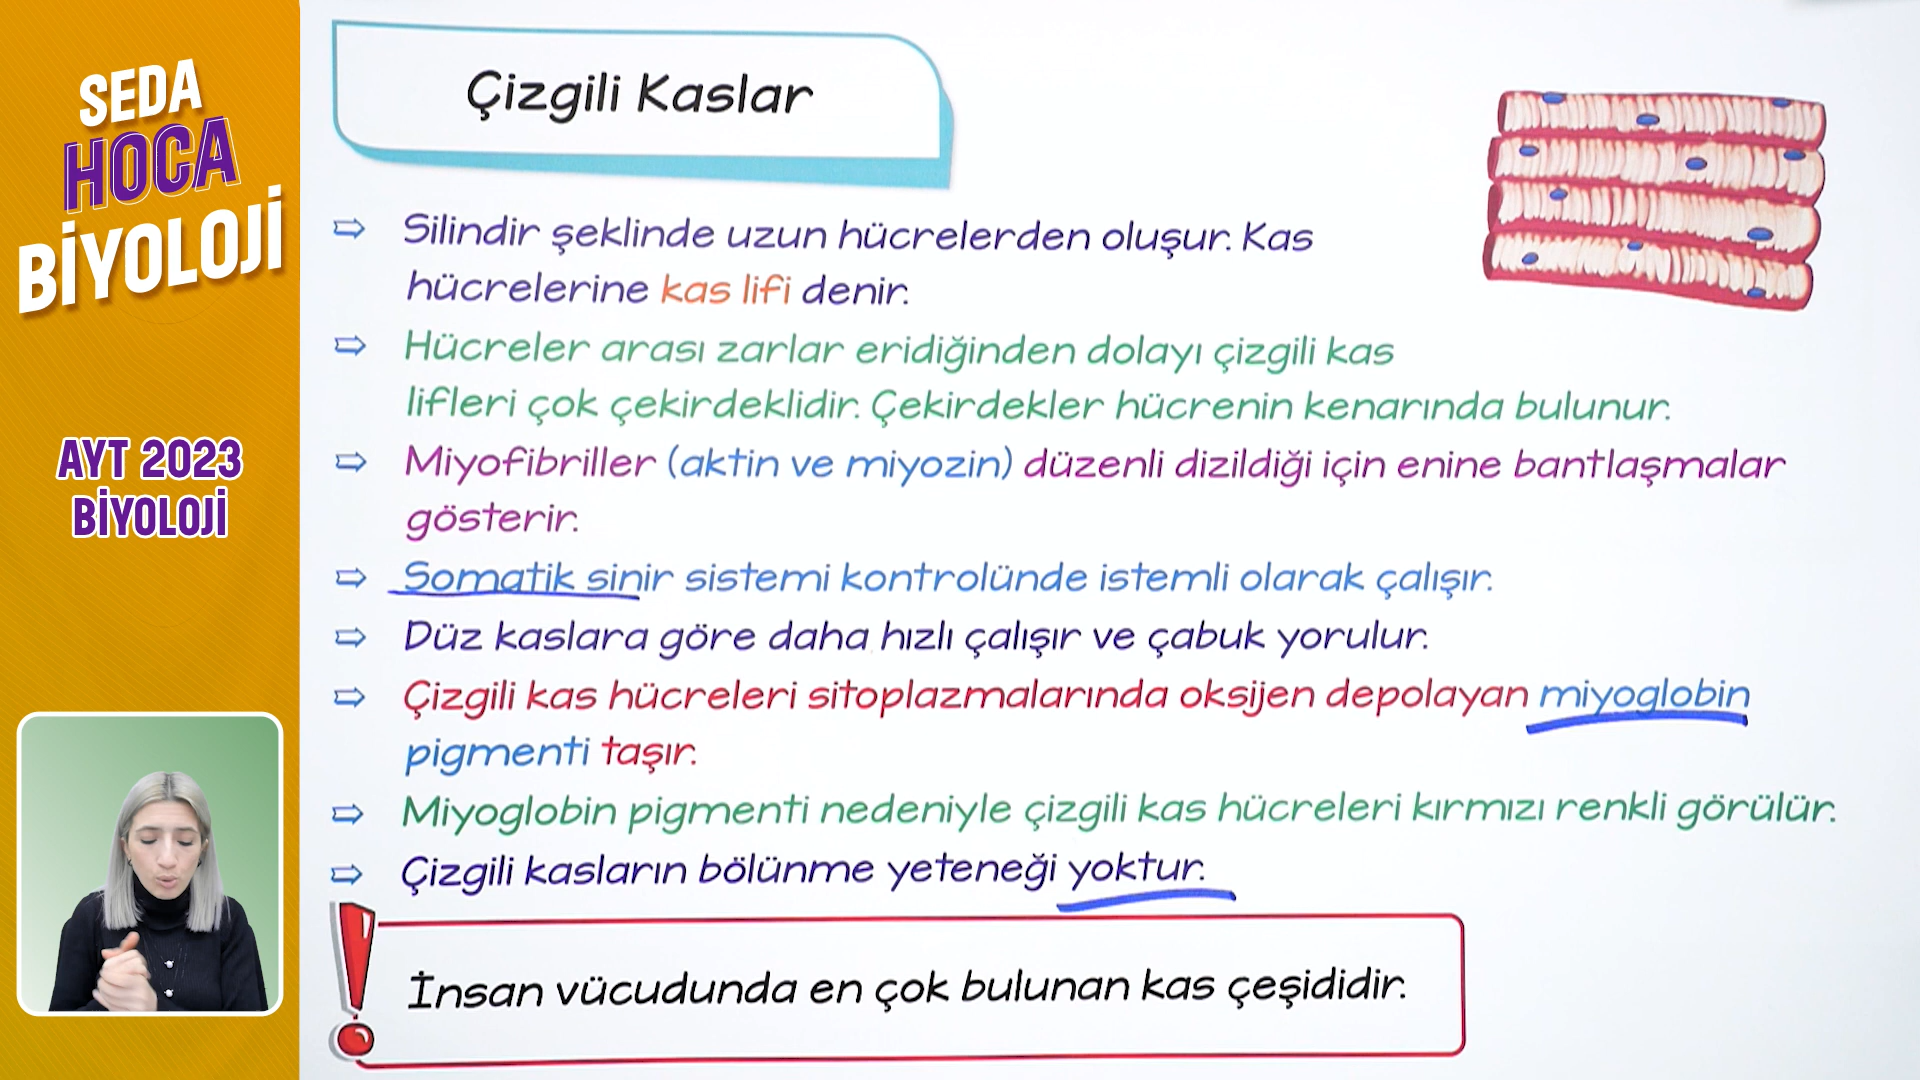 SEDA
HOCA
BİYOLOJİ
AYT 2023
BİYOLOJİ
Çizgili Kaslar
⇨ Silindir şeklinde uzun hücrelerden oluşur. Kas
hücrelerine kas lifi denir.
⇨ Hücreler arası zarlar eridiğinden dolayı çizgili kas
lifleri çok çekirdeklidir. Çekirdekler hücrenin kenarında bulunur.
⇨ Miyofibriller (aktin ve miyozin) düzenli dizildiği için enine bantlaşmalar
gösterir.
⇨ Somatik sinir sistemi kontrolünde istemli olarak çalışır.
⇨ Düz kaslara göre daha hızlı çalışır ve çabuk yorulur.
⇨ Çizgili kas hücreleri sitoplazmalarında oksijen depolayan miyoglobin
pigmenti taşır.
⇨ Miyoglobin pigmenti nedeniyle çizgili kas hücreleri kırmızı renkli görülür.
⇨ Çizgili kasların bölünme yeteneği yoktur.
İnsan vücudunda en çok bulunan kas çeşididir.